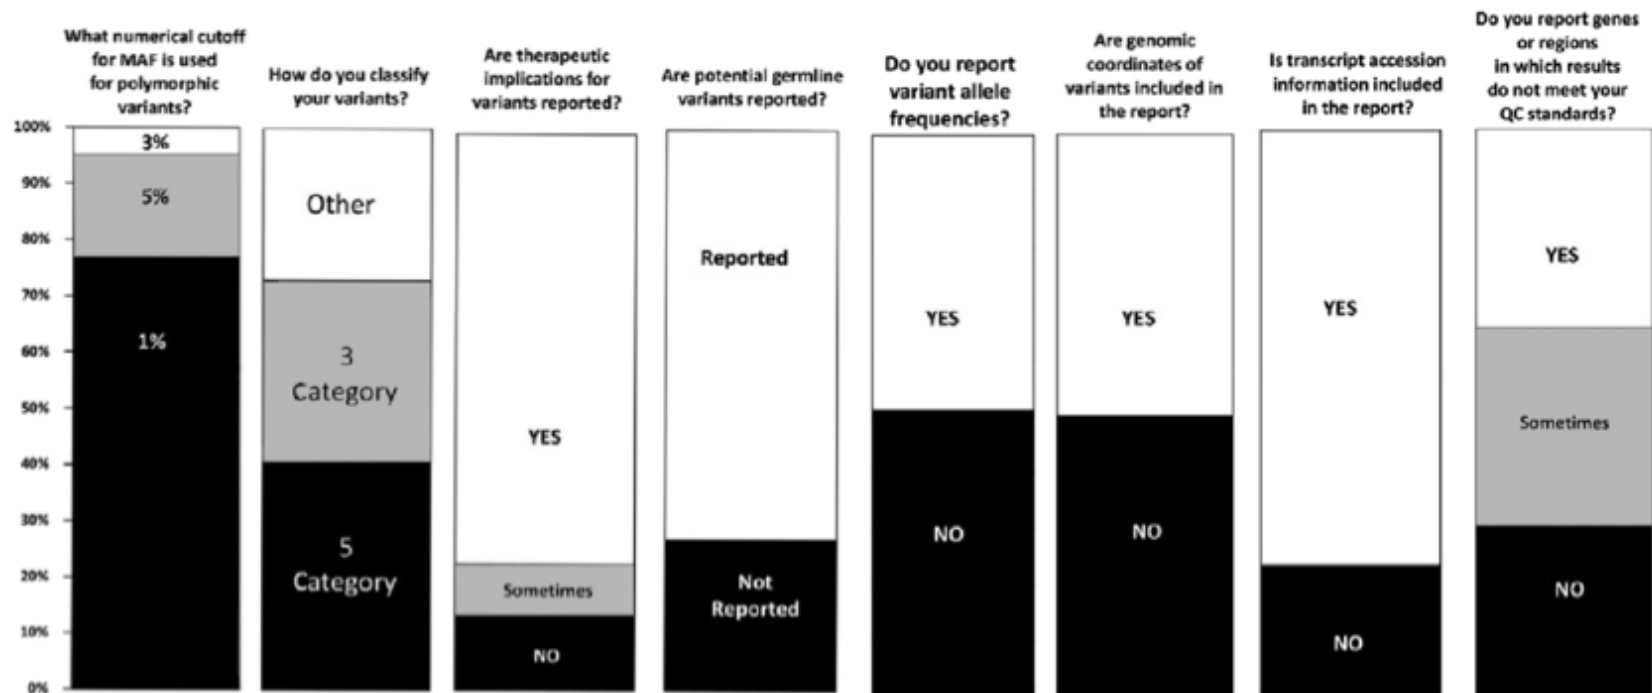 What numerical cutoff
for MAF is used
for polymorphic
variants?
How do you classify
your variants?
Are therapeutic
implications for
variants reported?
Are potential germline
variants reported?
Do you report
variant allele
frequencies?
Are genomic
coordinates of
variants included in
the report?
Is transcript accession
information included
in the report?
Do you report genes
or regions
in which results
do not meet your
QC standards?
100%
90%
80%
70%
60%
50%
40%
30%
20%
10%
0%
3%
5%
1%
Other
3
Category
5
Category
YES
Sometimes
NO
Reported
Not
Reported
YES
NO
YES
NO
YES
NO
YES
Sometimes
NO